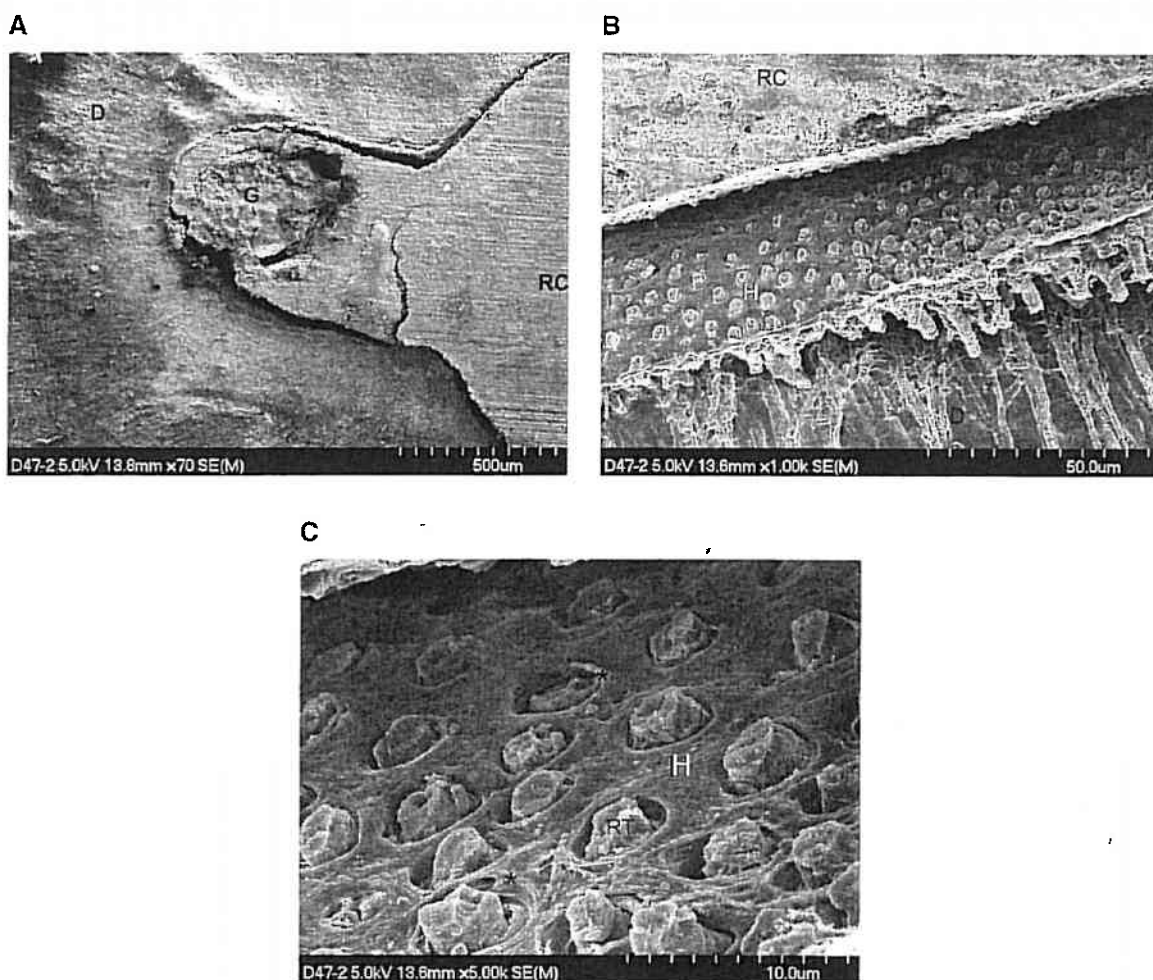 A
D
G
RC
D47-2 5.0kV 13.8mm x70 SE(M)
500um
B
RC
H
D
D47-2 5.0kV 13.6mm x1.00k SE(M)
50.0um
C
*
H
RT
*
D47-2 5.0kV 13.6mm x5.00k SE(M)
10.0um